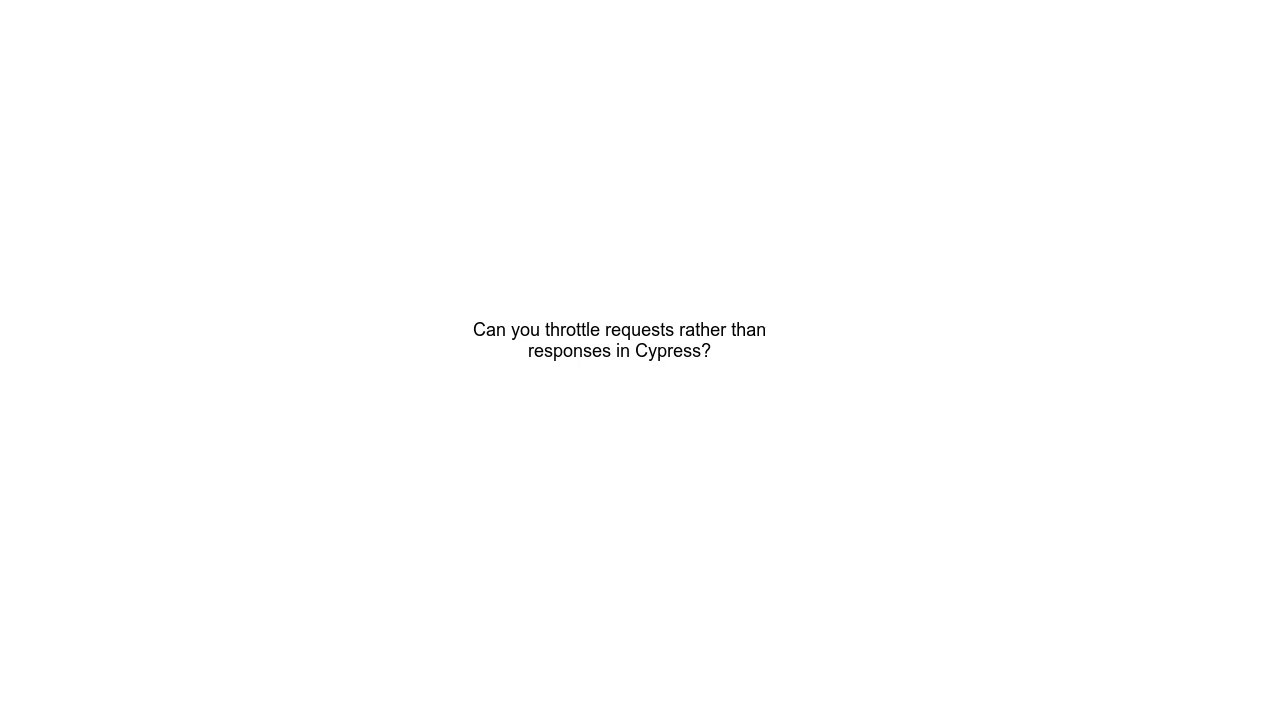 Can you throttle requests rather than
responses in Cypress?